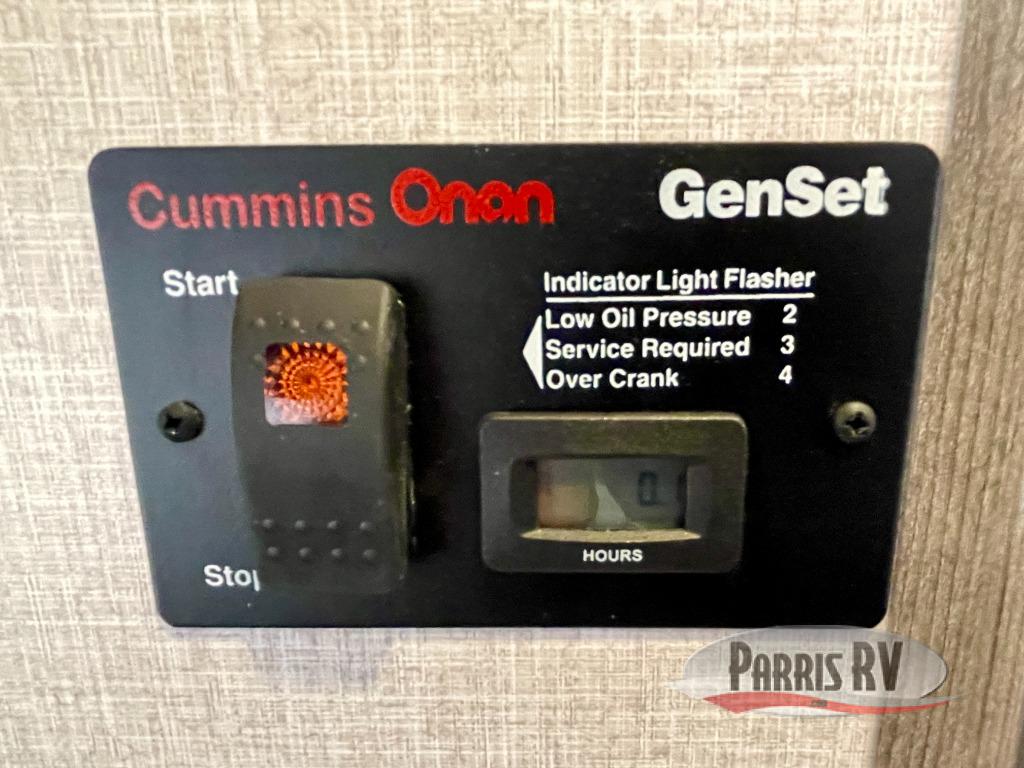 Cummins Onan GenSet
Start
Indicator Light Flasher
Low Oil Pressure 2
Service Required 3
Over Crank 4
HOURS
Stop
PARRIS RV